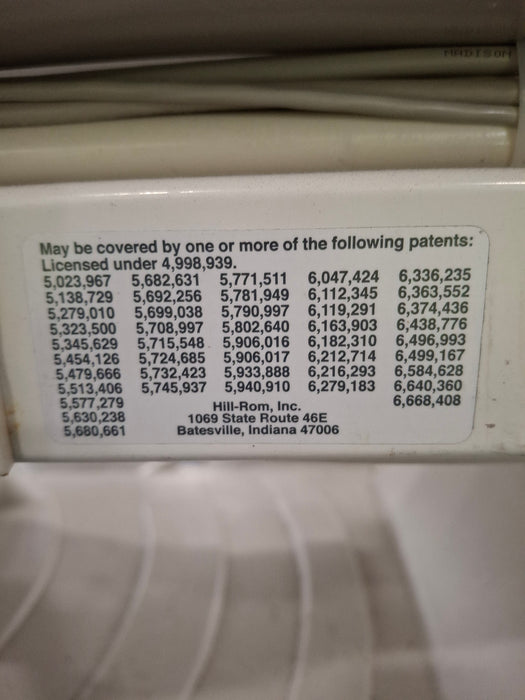 MADISON
May be covered by one or more of the following patents:
Licensed under 4,998,939.
5,023,967 5,682,631 5,771,511 6,047,424 6,336,235
5,138,729 5,692,256 5,781,949 6,112,345 6,363,552
5,279,010 5,699,038 5,790,997 6,119,291 6,374,436
5,323,500 5,708,997 5,802,640 6,163,903 6,438,776
5,345,629 5,715,548 5,906,016 6,182,310 6,496,993
5,454,126 5,724,685 5,906,017 6,212,714 6,499,167
5,479,666 5,732,423 5,933,888 6,216,293 6,584,628
5,513,406 5,745,937 5,940,910 6,279,183 6,640,360
5,577,279 6,668,408
5,630,238
5,680,661
Hill-Rom, Inc.
1069 State Route 46E
Batesville, Indiana 47006